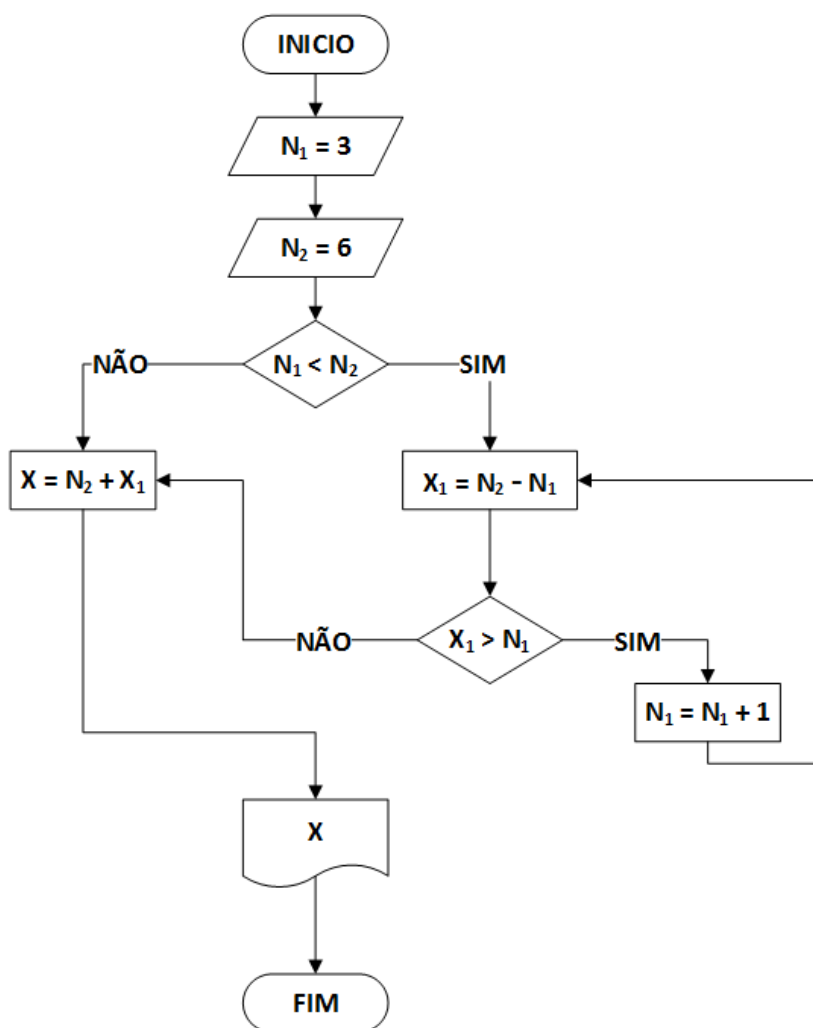 INICIO
N₁ = 3
N₂ = 6
N₁ < N₂
NÃO
SIM
X = N₂ + X₁
X₁ = N₂ - N₁
X₁ > N₁
NÃO
SIM
N₁ = N₁ + 1
X
FIM